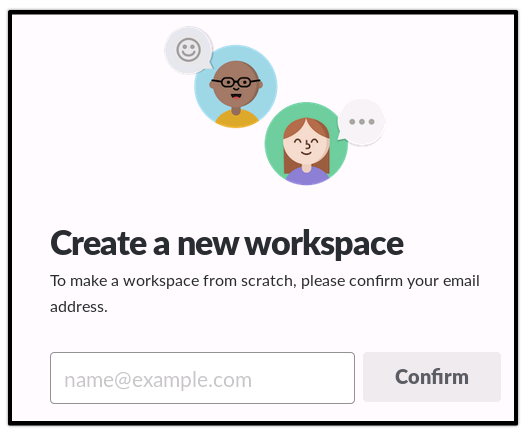 Create a new workspace
To make a workspace from scratch, please confirm your email
address.
name@example.com
Confirm